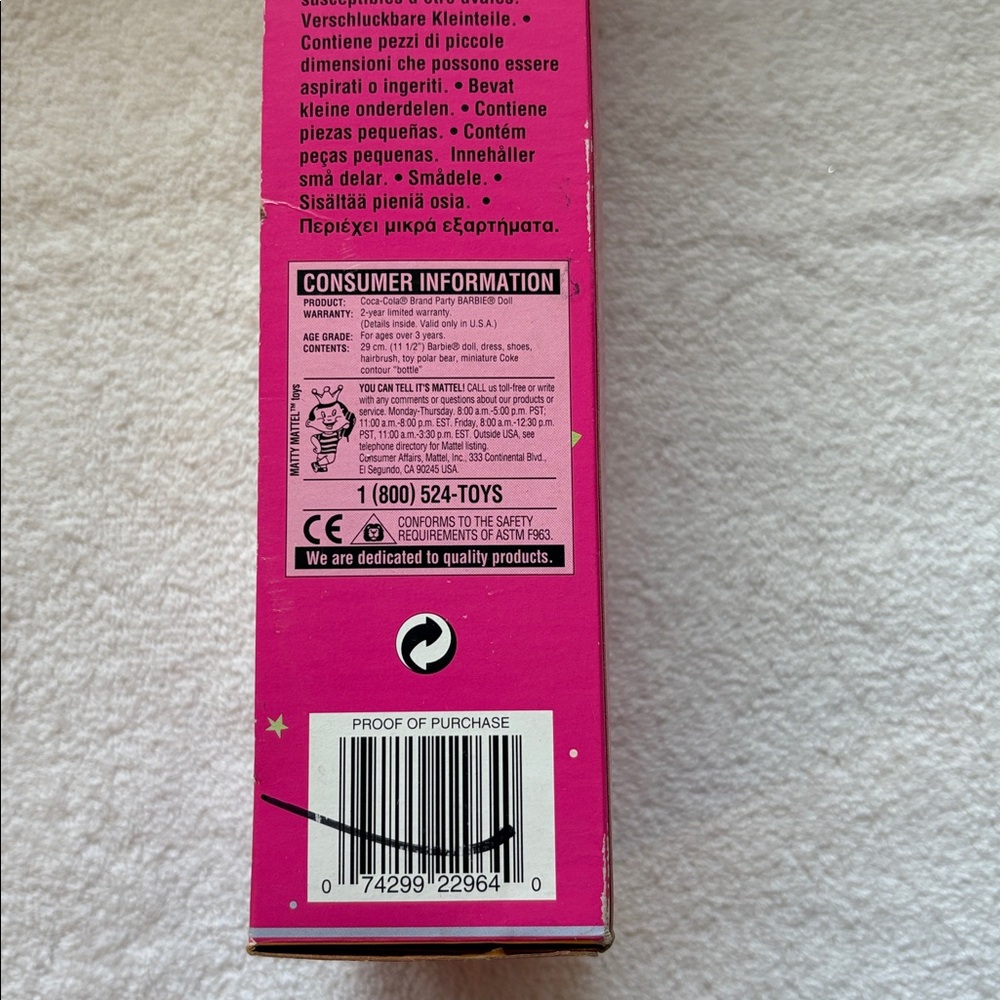 susceptibles d'être avalés.
Verschluckbare Kleinteile. •
Contiene pezzi di piccole
dimensioni che possono essere
aspirati o ingeriti. • Bevat
kleine onderdelen. • Contiene
piezas pequeñas. • Contém
peças pequenas. Innehåller
små delar. • Smådele. •
Sisältää pieniä osia. •
Περιέχει μικρά εξαρτήματα.
CONSUMER INFORMATION
PRODUCT: Coca-Cola® Brand Party BARBIE® Doll
WARRANTY: 2-year limited warranty.
(Details Inside. Valid only in U.S.A.)
AGE GRADE: For ages over 3 years.
CONTENTS: 29 cm. (11 1/2") Barbie® doll, dress, shoes,
hairbrush, toy polar bear, miniature Coke
contour "bottle"
MATTY MATTEL™ toys
YOU CAN TELL IT'S MATTEL! CALL us toll-free or write
with any comments or questions about our products or
service. Monday-Thursday. 8:00 a.m.-5:00 p.m. PST;
11:00 a.m.-8:00 p.m. EST. Friday, 8:00 a.m.-12:30 p.m.
PST, 11:00 a.m.-3:30 p.m. EST. Outside USA, see
telephone directory for Mattel listing.
Consumer Affairs, Mattel, Inc., 333 Continental Blvd.,
El Segundo, CA 90245 USA.
1 (800) 524-TOYS
CE
CONFORMS TO THE SAFETY
REQUIREMENTS OF ASTM F963.
We are dedicated to quality products.
PROOF OF PURCHASE
0 74299 22964 0